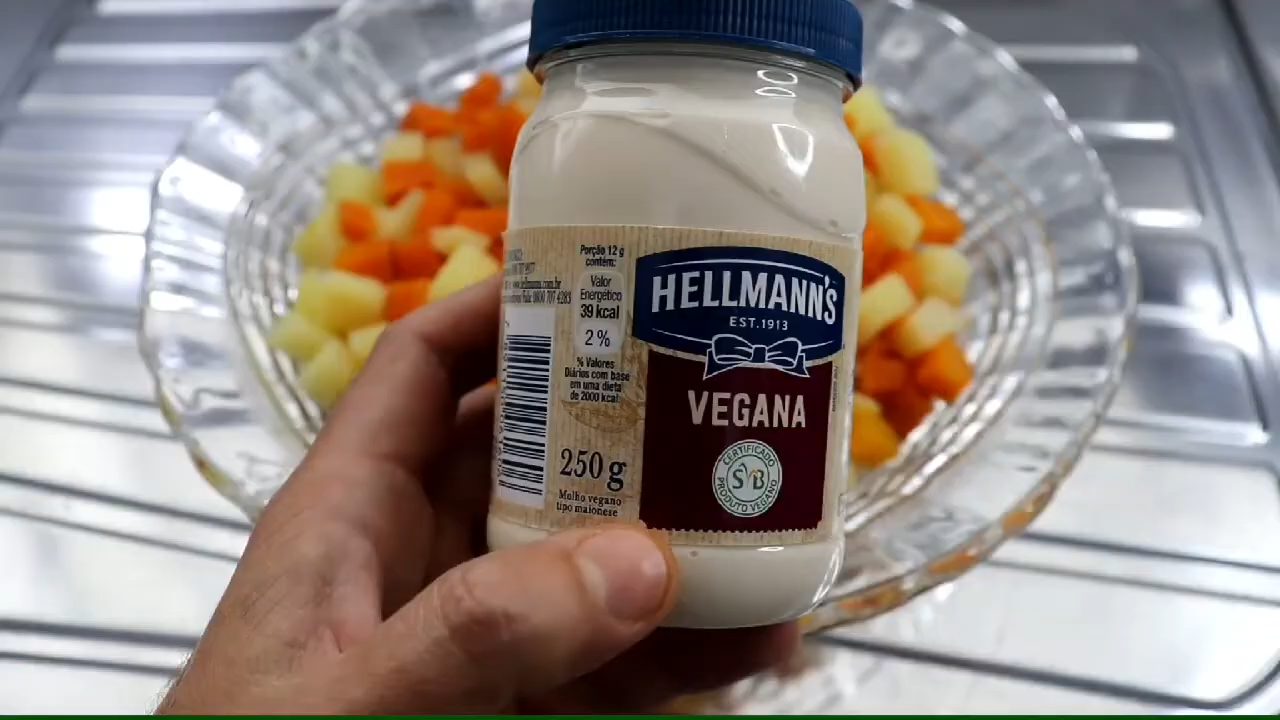 Porção 12 g
contém:
Valor
Energético
39 kcal
2 %
% Valores
Diários com base
em uma dieta
de 2000 kcal
250 g
Molho vegano
tipo maionese
HELLMANN'S
EST.1913
VEGANA
CERTIFICADO
SVB
PRODUTO VEGANO